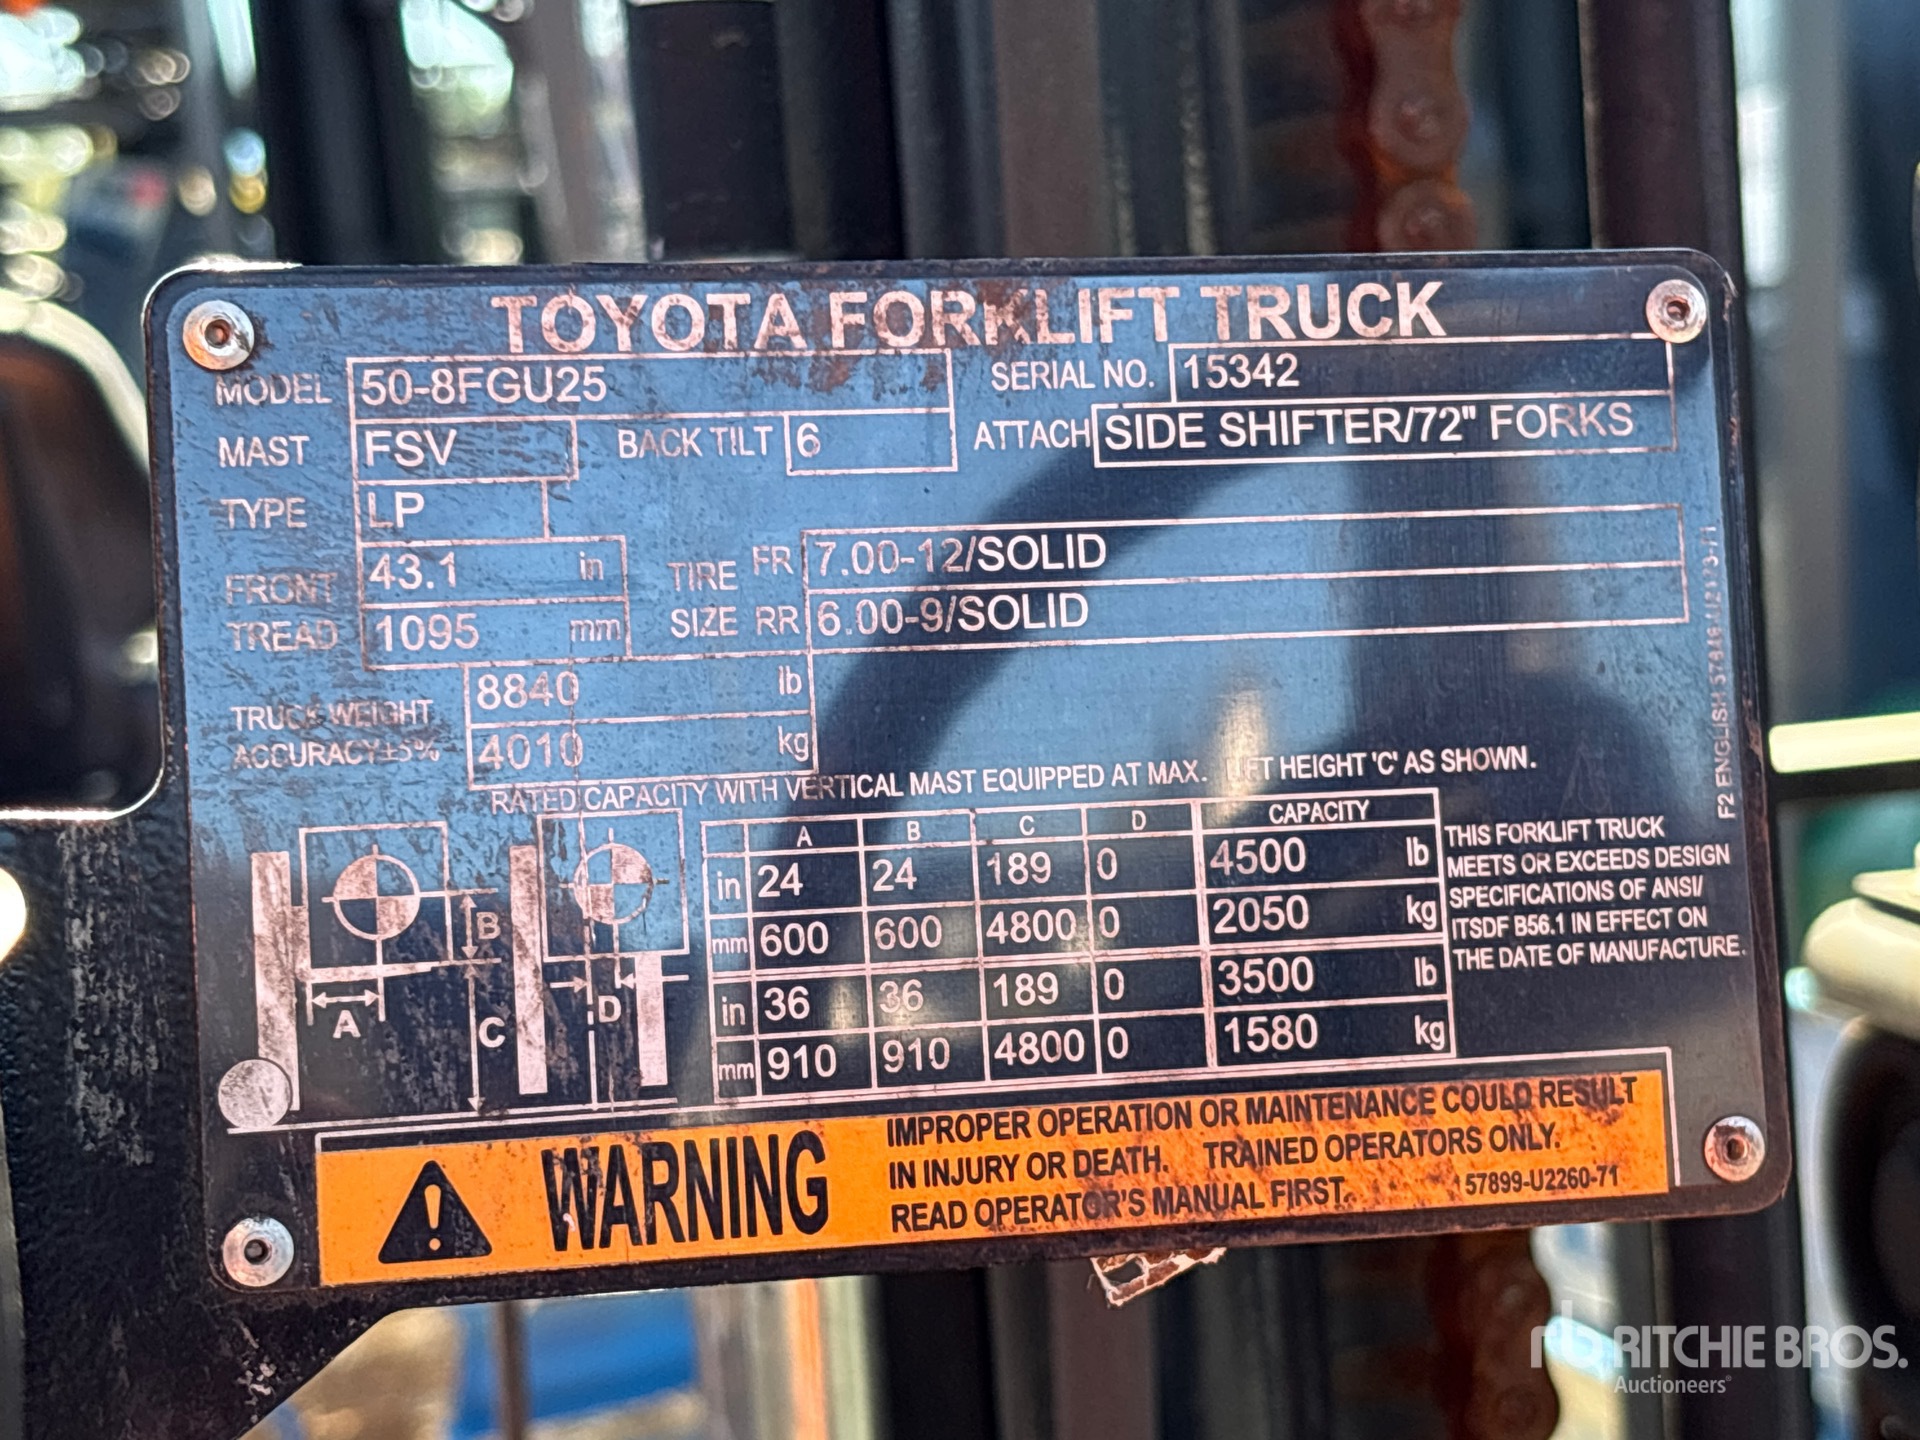 TOYOTA FORKLIFT TRUCK
MODEL 50-8FGU25 SERIAL NO. 15342
MAST FSV BACK TILT 6 ATTACH SIDE SHIFTER/72" FORKS
TYPE LP
FRONT TREAD 43.1 in TIRE SIZE FR 7.00-12/SOLID
1095 mm RR 6.00-9/SOLID
TRUCK WEIGHT 8840 lb
ACCURACY±5% 4010 kg
RATED CAPACITY WITH VERTICAL MAST EQUIPPED AT MAX. LIFT HEIGHT 'C' AS SHOWN.
A B C D CAPACITY
in 24 24 189 0 4500 lb
mm 600 600 4800 0 2050 kg
in 36 36 189 0 3500 lb
mm 910 910 4800 0 1580 kg
B
A
C
D
THIS FORKLIFT TRUCK
MEETS OR EXCEEDS DESIGN
SPECIFICATIONS OF ANSI/
ITSDF B56.1 IN EFFECT ON
THE DATE OF MANUFACTURE.
F2 ENGLISH
WARNING
IMPROPER OPERATION OR MAINTENANCE COULD RESULT
IN INJURY OR DEATH. TRAINED OPERATORS ONLY.
READ OPERATOR'S MANUAL FIRST. 57899-U2260-71
rb RITCHIE BROS.
Auctioneers